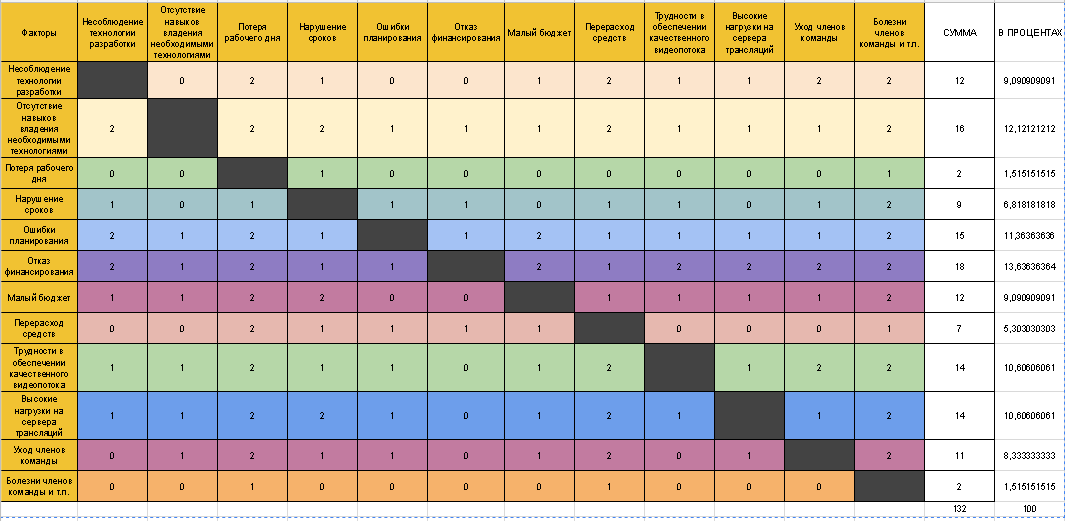 Факторы Несоблюдение технологии разработки Отсутствие навыков владения необходимыми технологиями Потеря рабочего дня Нарушение сроков Ошибки планирования Отказ финансирования Малый бюджет Перерасход средств Трудности в обеспечении качественного видеопотока Высокие нагрузки на сервера трансляций Уход членов команды Болезни членов команды и т.п. СУММА В ПРОЦЕНТАХ
Несоблюдение технологии разработки 0 2 1 0 0 1 2 1 1 2 2 12 9,090909091
Отсутствие навыков владения необходимыми технологиями 2 2 2 1 1 1 2 1 1 1 2 16 12,12121212
Потеря рабочего дня 0 0 1 0 0 0 0 0 0 0 1 2 1,515151515
Нарушение сроков 1 0 1 1 1 0 1 1 0 1 2 9 6,818181818
Ошибки планирования 2 1 2 1 1 2 1 1 1 1 2 15 11,36363636
Отказ финансирования 2 1 2 1 1 2 1 2 2 2 2 18 13,63636364
Малый бюджет 1 1 2 2 0 0 1 1 1 1 2 12 9,090909091
Перерасход средств 0 0 2 1 1 1 1 0 0 0 1 7 5,303030303
Трудности в обеспечении качественного видеопотока 1 1 2 1 1 0 1 2 1 2 2 14 10,60606061
Высокие нагрузки на сервера трансляций 1 1 2 2 1 0 1 2 1 1 2 14 10,60606061
Уход членов команды 0 1 2 1 1 0 1 2 0 1 2 11 8,333333333
Болезни членов команды и т.п. 0 0 1 0 0 0 0 1 0 0 0 2 1,515151515
132 100